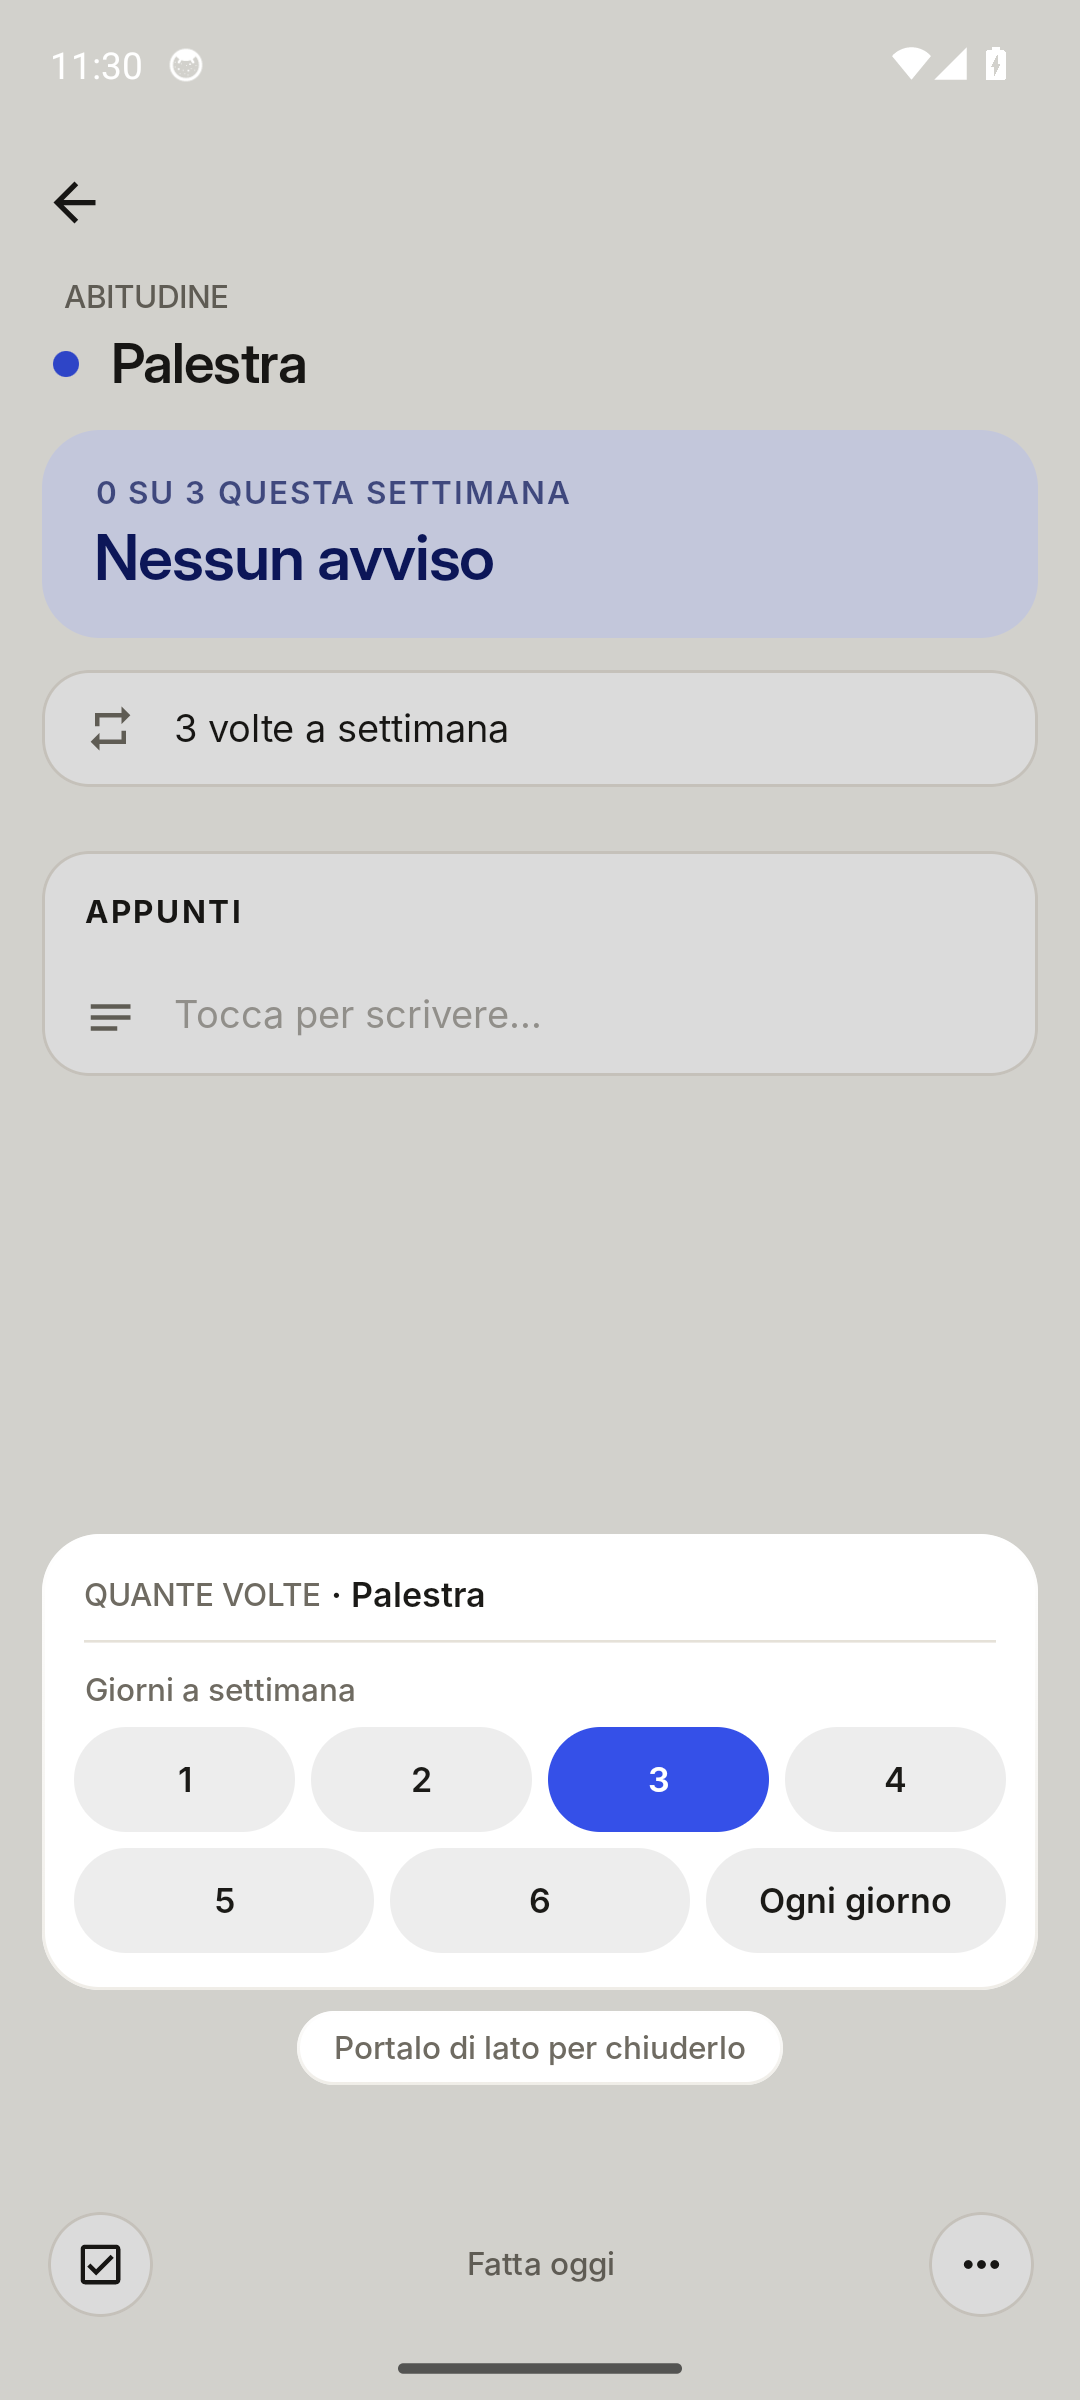 11:30
ABITUDINE
Palestra
0 SU 3 QUESTA SETTIMANA
Nessun avviso
3 volte a settimana
APPUNTI
Tocca per scrivere...
QUANTE VOLTE · Palestra
Giorni a settimana
1 2 3 4
5 6 Ogni giorno
Portalo di lato per chiuderlo
Fatta oggi